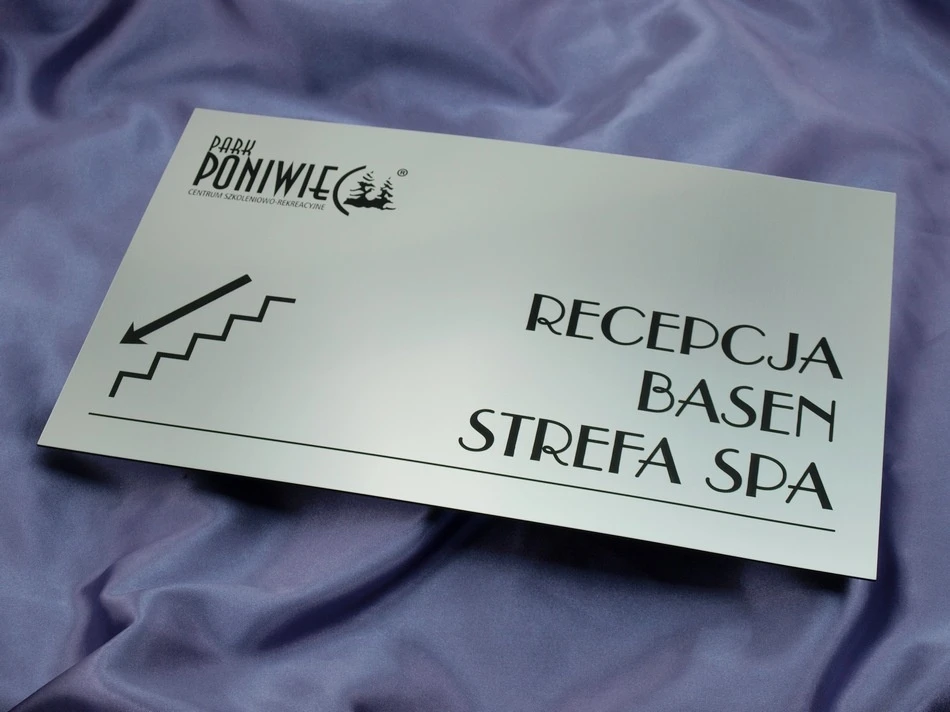 PARK
PONIWIEC®
CENTRUM SZKOLENIOWO-REKREACYJNE
RECEPCJA
BASEN
STREFA SPA